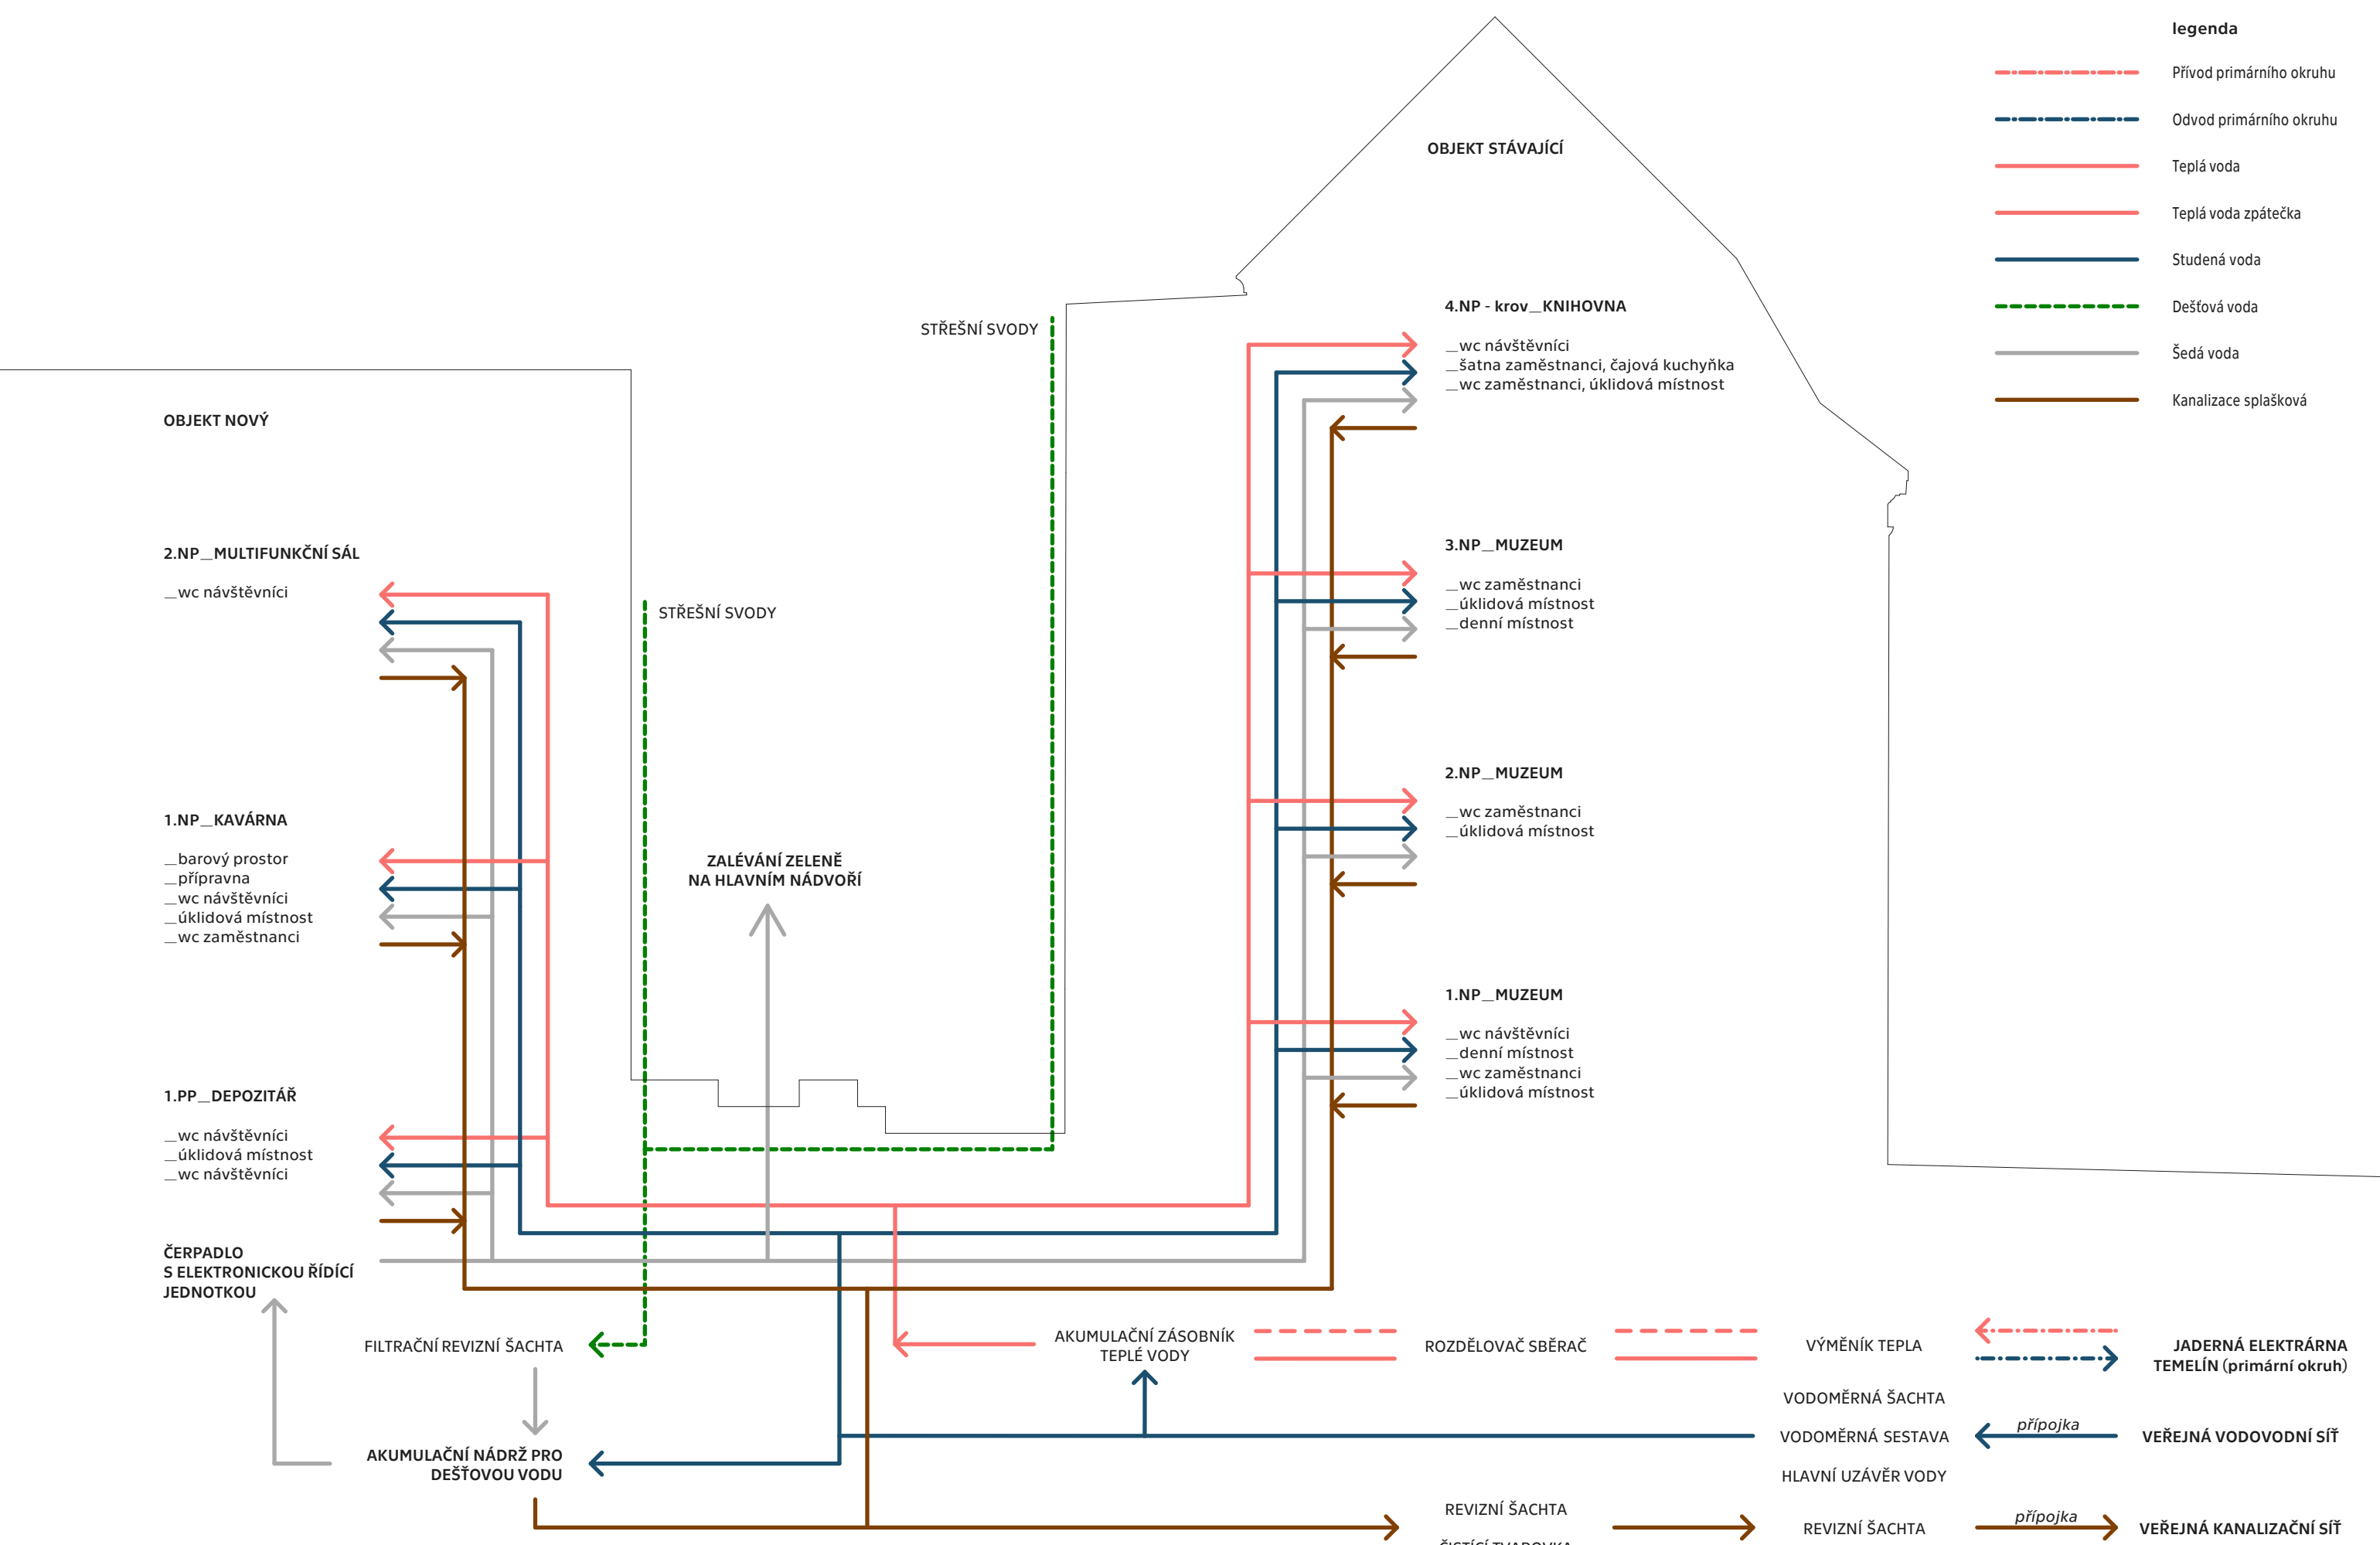 legenda
Přívod primárního okruhu
Odvod primárního okruhu
Teplá voda
Teplá voda zpátečka
Studená voda
Dešťová voda
Šedá voda
Kanalizace splašková
OBJEKT STÁVAJÍCÍ
4.NP - krov_KNIHOVNA
_wc návštěvníci
_šatna zaměstnanci, čajová kuchyňka
_wc zaměstnanci, úklidová místnost
3.NP_MUZEUM
_wc zaměstnanci
_úklidová místnost
_denní místnost
2.NP_MUZEUM
_wc zaměstnanci
_úklidová místnost
1.NP_MUZEUM
_wc návštěvníci
_denní místnost
_wc zaměstnanci
_úklidová místnost
STŘEŠNÍ SVODY
STŘEŠNÍ SVODY
ZALÉVÁNÍ ZELENĚ
NA HLAVNÍM NÁDVOŘÍ
OBJEKT NOVÝ
2.NP_MULTIFUNKČNÍ SÁL
_wc návštěvníci
1.NP_KAVÁRNA
_barový prostor
_přípravna
_wc návštěvníci
_úklidová místnost
_wc zaměstnanci
1.PP_DEPOZITÁŘ
_wc návštěvníci
_úklidová místnost
_wc návštěvníci
ČERPADLO
S ELEKTRONICKOU ŘÍDÍCÍ
JEDNOTKOU
FILTRAČNÍ REVIZNÍ ŠACHTA
AKUMULAČNÍ NÁDRŽ PRO
DEŠŤOVOU VODU
AKUMULAČNÍ ZÁSOBNÍK
TEPLÉ VODY
ROZDĚLOVAČ SBĚRAČ
VÝMĚNÍK TEPLA
JADERNÁ ELEKTRÁRNA
TEMELÍN (primární okruh)
VODOMĚRNÁ ŠACHTA
VODOMĚRNÁ SESTAVA
HLAVNÍ UZÁVĚR VODY
přípojka
VEŘEJNÁ VODOVODNÍ SÍŤ
REVIZNÍ ŠACHTA
ČISTÍCÍ TVAROVKA
REVIZNÍ ŠACHTA
přípojka
VEŘEJNÁ KANALIZAČNÍ SÍŤ